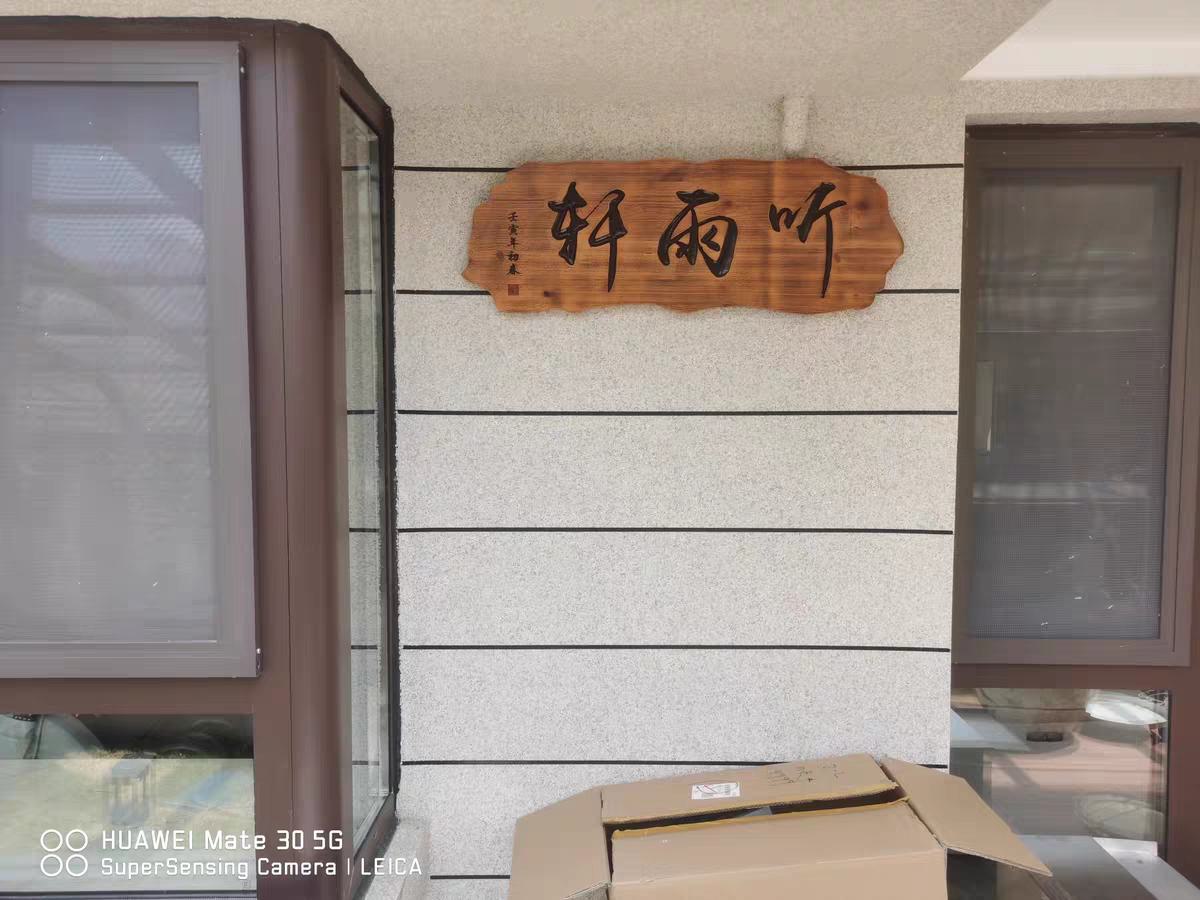 听雨轩
壬寅年初春
HUAWEI Mate 30 5G
SuperSensing Camera | LEICA